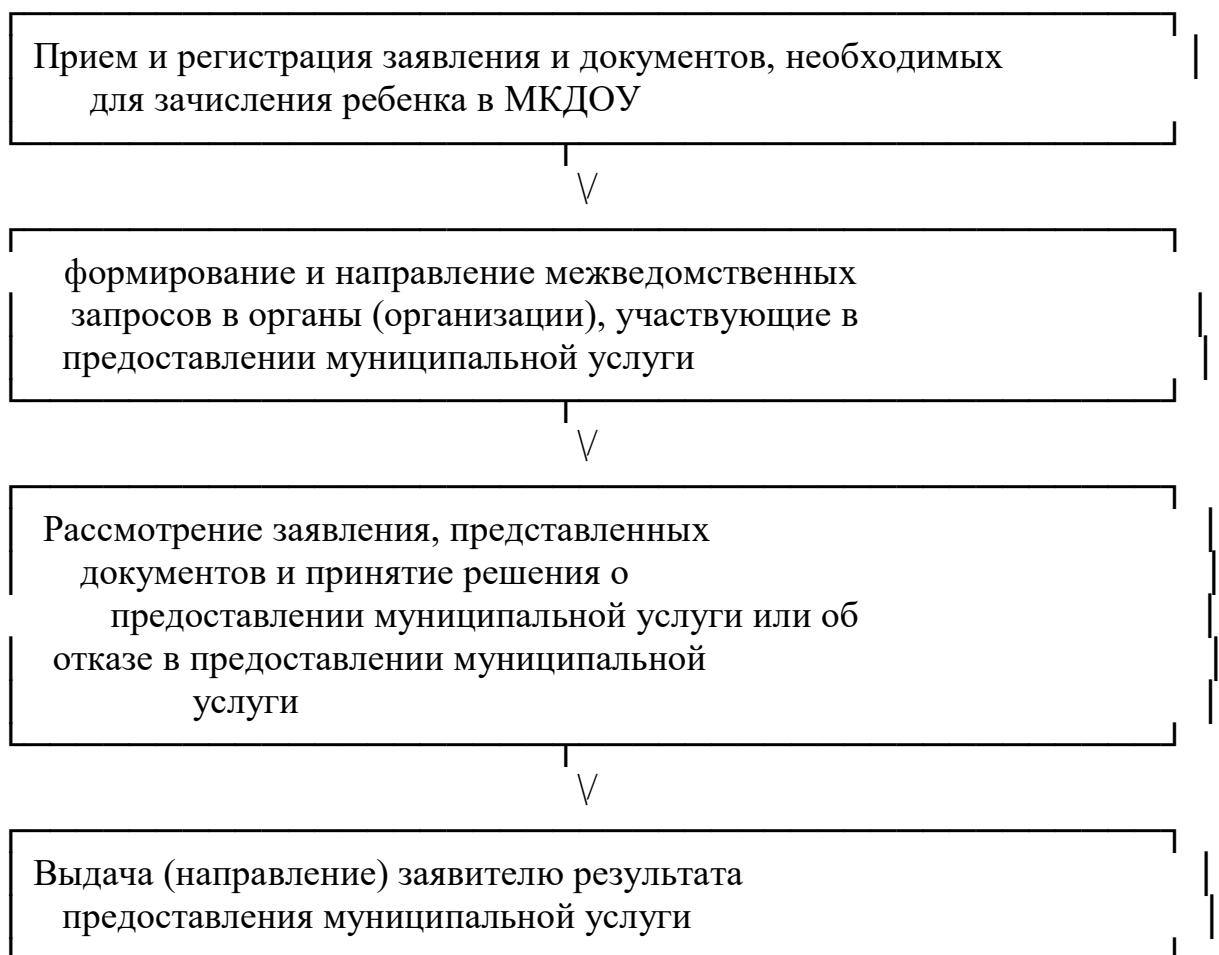 Прием и регистрация заявления и документов, необходимых
для зачисления ребенка в МКДОУ
формирование и направление межведомственных
запросов в органы (организации), участвующие в
предоставлении муниципальной услуги
Рассмотрение заявления, представленных
документов и принятие решения о
предоставлении муниципальной услуги или об
отказе в предоставлении муниципальной
услуги
Выдача (направление) заявителю результата
предоставления муниципальной услуги